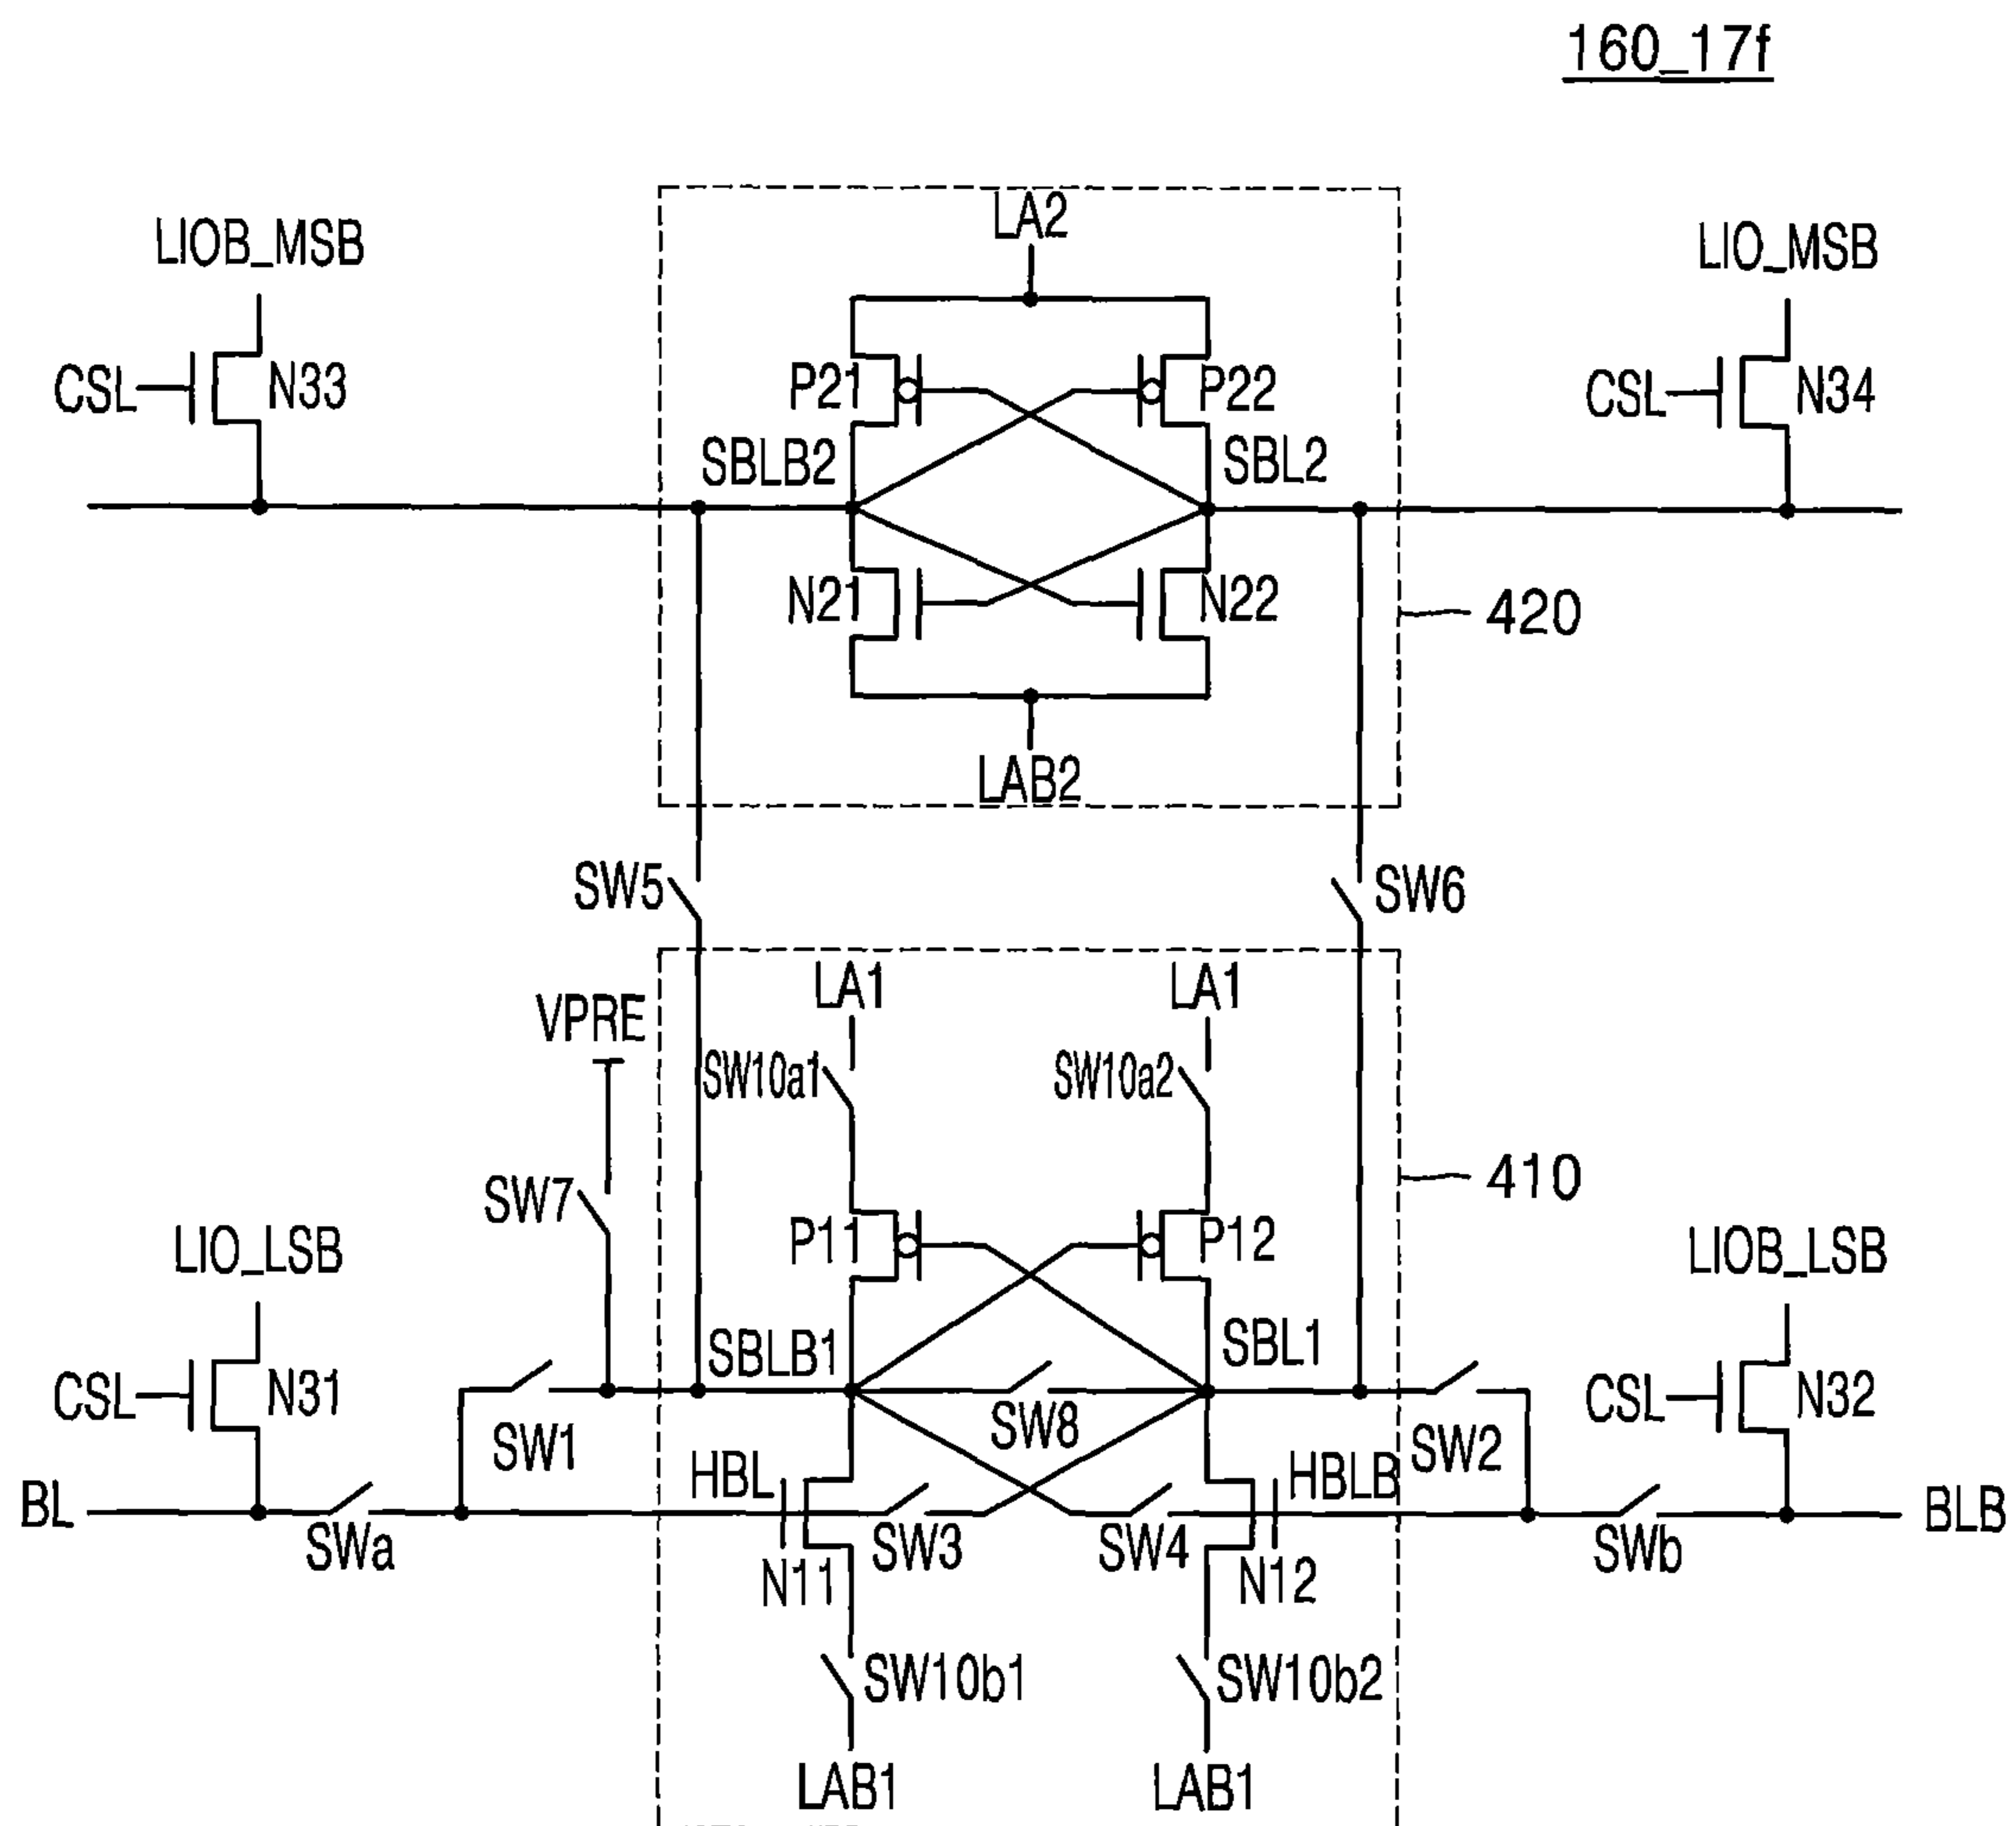 160_17f
LA2
LIOB_MSB
LIO_MSB
CSL
N33
P21
P22
CSL
N34
SBLB2
SBL2
N21
N22
420
LAB2
SW5
SW6
LA1
LA1
VPRE
SW10a1
SW10a2
410
SW7
P11
P12
LIO_LSB
LIOB_LSB
SBLB1
SBL1
CSL
N31
SW1
SW8
SW2
CSL
N32
HBL
HBLB
BL
SWa
SW3
SW4
SWb
BLB
N11
N12
SW10b1
SW10b2
LAB1
LAB1